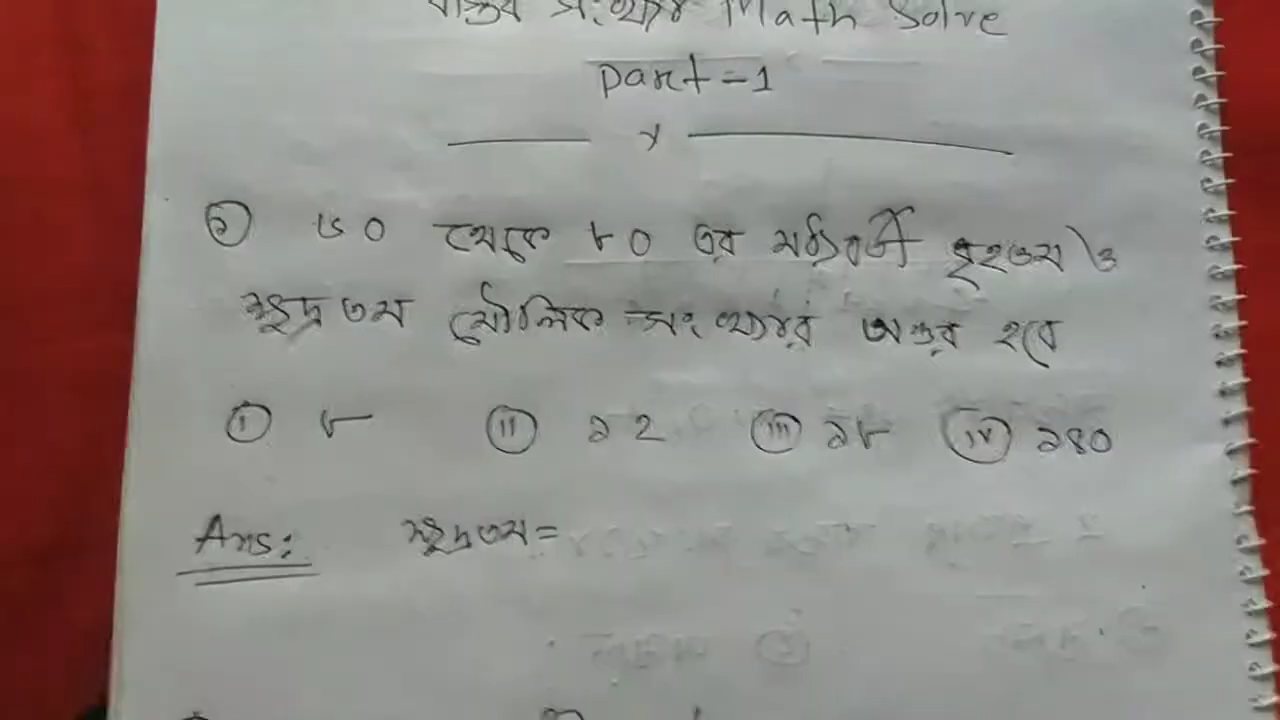 বাস্তব সংখ্যার Math Solve
Part-1
১ ৬০ থেকে ৮০ এর মধ্যবর্তী বৃহত্তম ও
ক্ষুদ্রতম মৌলিক সংখ্যার অন্তর হবে
i ৮ ii ১২ iii ১৮ iv ১৪০
Ans: ক্ষুদ্রতম=